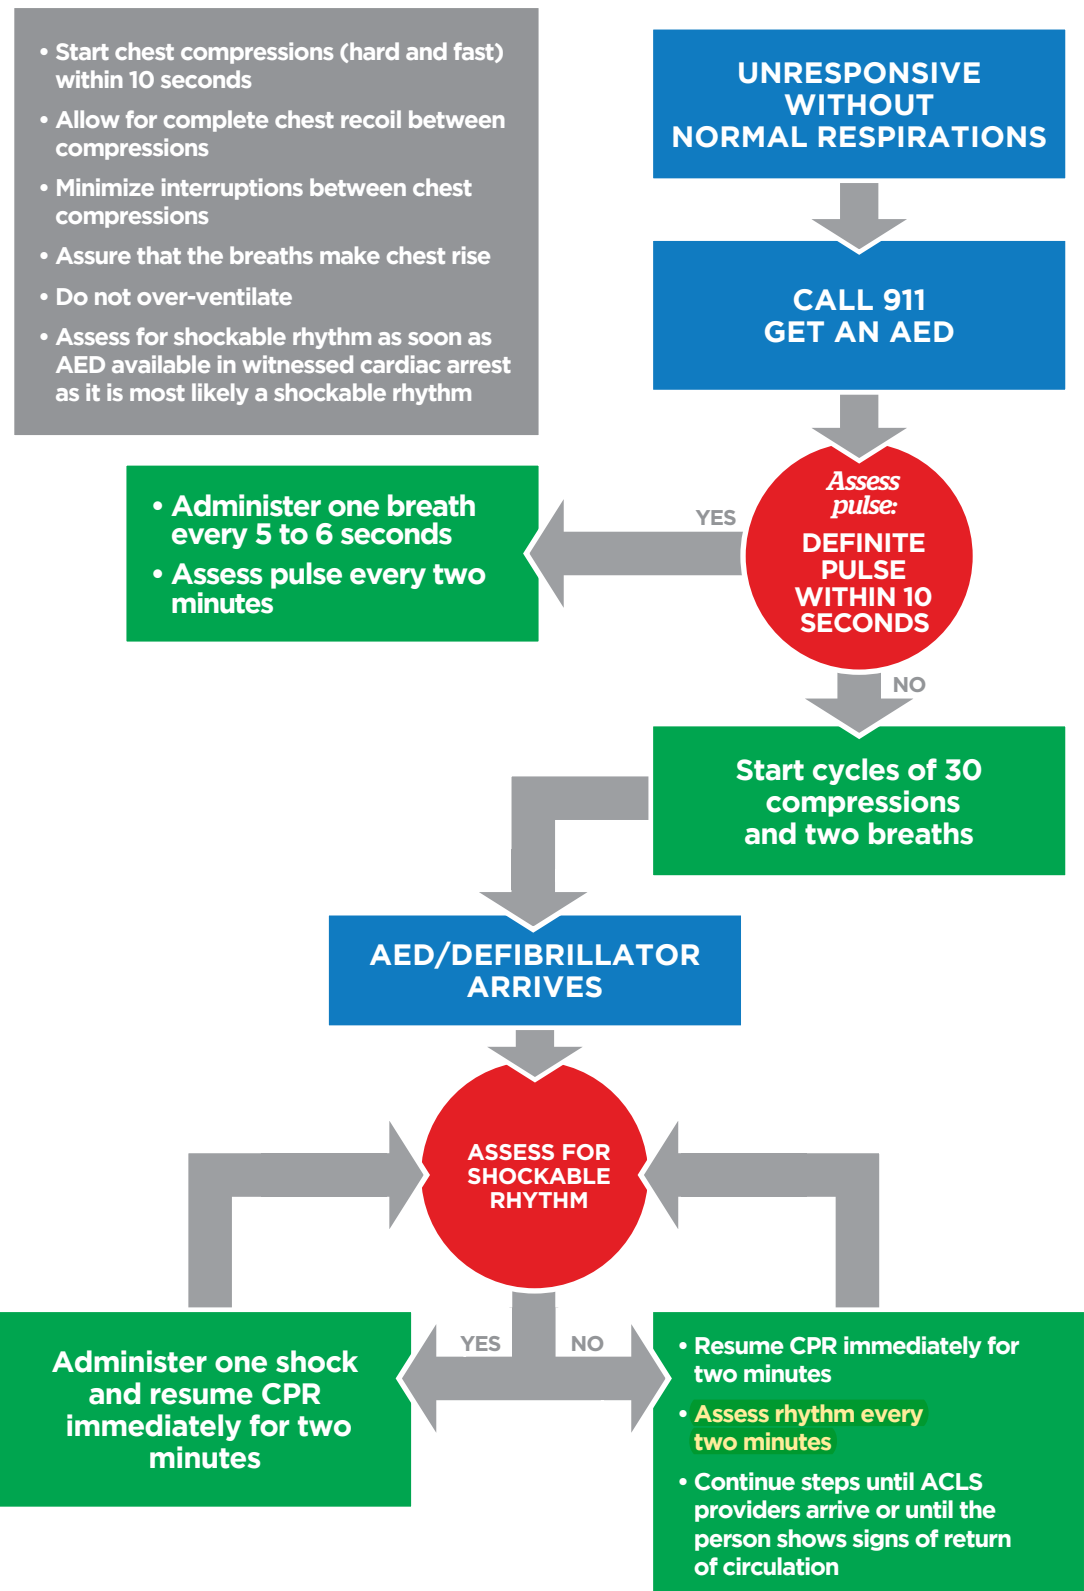 • Start chest compressions (hard and fast)
within 10 seconds
• Allow for complete chest recoil between
compressions
• Minimize interruptions between chest
compressions
• Assure that the breaths make chest rise
• Do not over-ventilate
• Assess for shockable rhythm as soon as
AED available in witnessed cardiac arrest
as it is most likely a shockable rhythm
UNRESPONSIVE
WITHOUT
NORMAL RESPIRATIONS
CALL 911
GET AN AED
Assess
pulse:
DEFINITE
PULSE
WITHIN 10
SECONDS
YES
• Administer one breath
every 5 to 6 seconds
• Assess pulse every two
minutes
NO
Start cycles of 30
compressions
and two breaths
AED/DEFIBRILLATOR
ARRIVES
ASSESS FOR
SHOCKABLE
RHYTHM
YES
NO
Administer one shock
and resume CPR
immediately for two
minutes
• Resume CPR immediately for
two minutes
• Assess rhythm every
two minutes
• Continue steps until ACLS
providers arrive or until the
person shows signs of return
of circulation